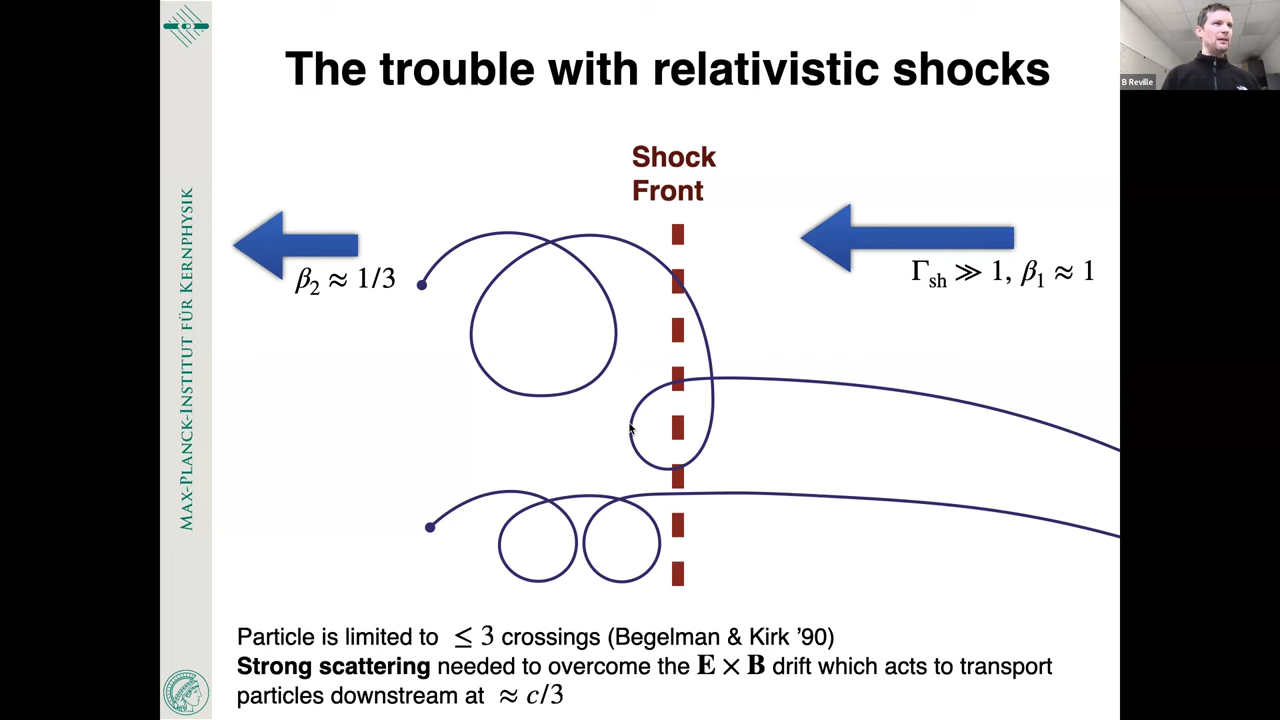 The trouble with relativistic shocks
B Reville
Shock
Front
β₂ ≈ 1/3
Γsh ≫ 1, β₁ ≈ 1
MAX-PLANCK-INSTITUT FÜR KERNPHYSIK
Particle is limited to ≤ 3 crossings (Begelman & Kirk '90)
Strong scattering needed to overcome the E × B drift which acts to transport
particles downstream at ≈ c/3